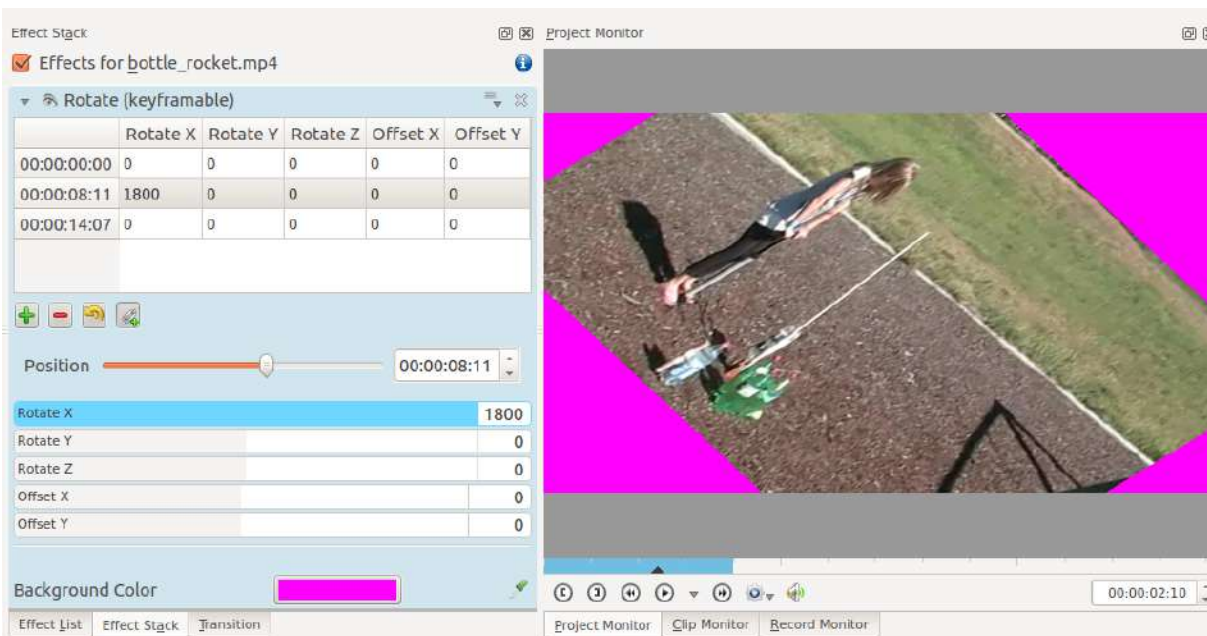 Effect Stack
Effects for bottle_rocket.mp4
Rotate (keyframable)
Rotate X Rotate Y Rotate Z Offset X Offset Y
00:00:00:00 0 0 0 0 0
00:00:08:11 1800 0 0 0 0
00:00:14:07 0 0 0 0 0
Position 00:00:08:11
Rotate X 1800
Rotate Y 0
Rotate Z 0
Offset X 0
Offset Y 0
Background Color
Effect List Effect Stack Transition
Project Monitor
00:00:02:10
Project Monitor Clip Monitor Record Monitor